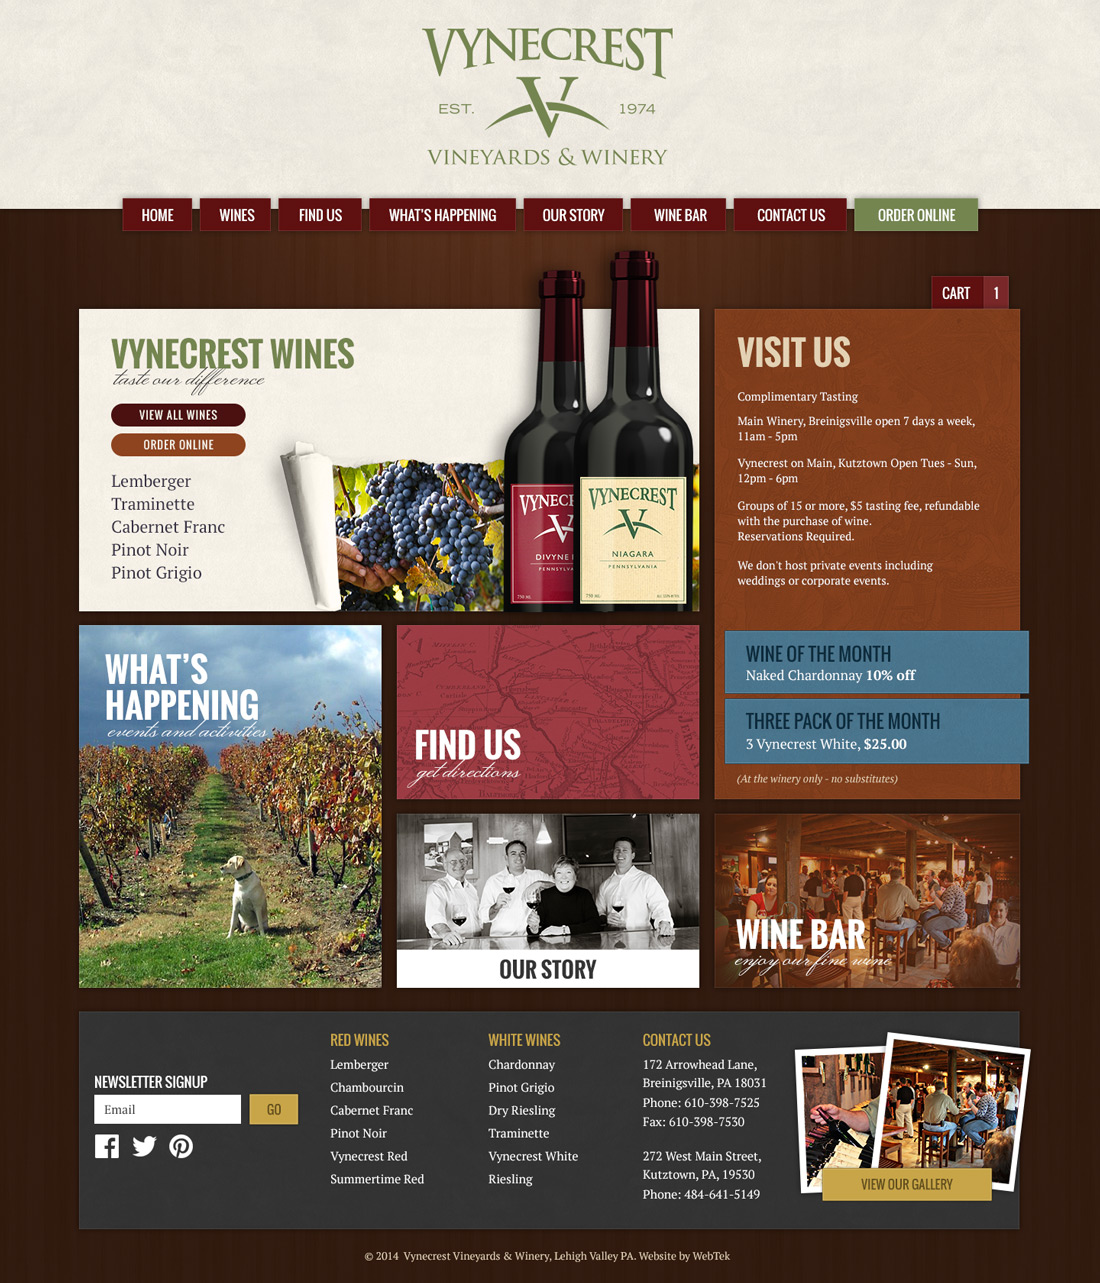 VYNECREST
EST. 1974
VINEYARDS & WINERY
HOME
WINES
FIND US
WHAT'S HAPPENING
OUR STORY
WINE BAR
CONTACT US
ORDER ONLINE
CART 1
VYNECREST WINES
taste our difference
VIEW ALL WINES
ORDER ONLINE
Lemberger
Traminette
Cabernet Franc
Pinot Noir
Pinot Grigio
DIVYNE
PENNSYLVANIA
750 ML
VYNECREST
NIAGARA
PENNSYLVANIA
750 ML
VISIT US
Complimentary Tasting
Main Winery, Breinigsville open 7 days a week,
11am - 5pm
Vynecrest on Main, Kutztown Open Tues - Sun,
12pm - 6pm
Groups of 15 or more, $5 tasting fee, refundable
with the purchase of wine.
Reservations Required.
We don't host private events including
weddings or corporate events.
WINE OF THE MONTH
Naked Chardonnay 10% off
THREE PACK OF THE MONTH
3 Vynecrest White, $25.00
(At the winery only - no substitutes)
WHAT'S
HAPPENING
events and activities
FIND US
get directions
OUR STORY
WINE BAR
enjoy our fine wine
NEWSLETTER SIGNUP
Email
GO
RED WINES
Lemberger
Chambourcin
Cabernet Franc
Pinot Noir
Vynecrest Red
Summertime Red
WHITE WINES
Chardonnay
Pinot Grigio
Dry Riesling
Traminette
Vynecrest White
Riesling
CONTACT US
172 Arrowhead Lane,
Breinigsville, PA 18031
Phone: 610-398-7525
Fax: 610-398-7530
272 West Main Street,
Kutztown, PA, 19530
Phone: 484-641-5149
VIEW OUR GALLERY
© 2014 Vynecrest Vineyards & Winery, Lehigh Valley PA. Website by WebTek